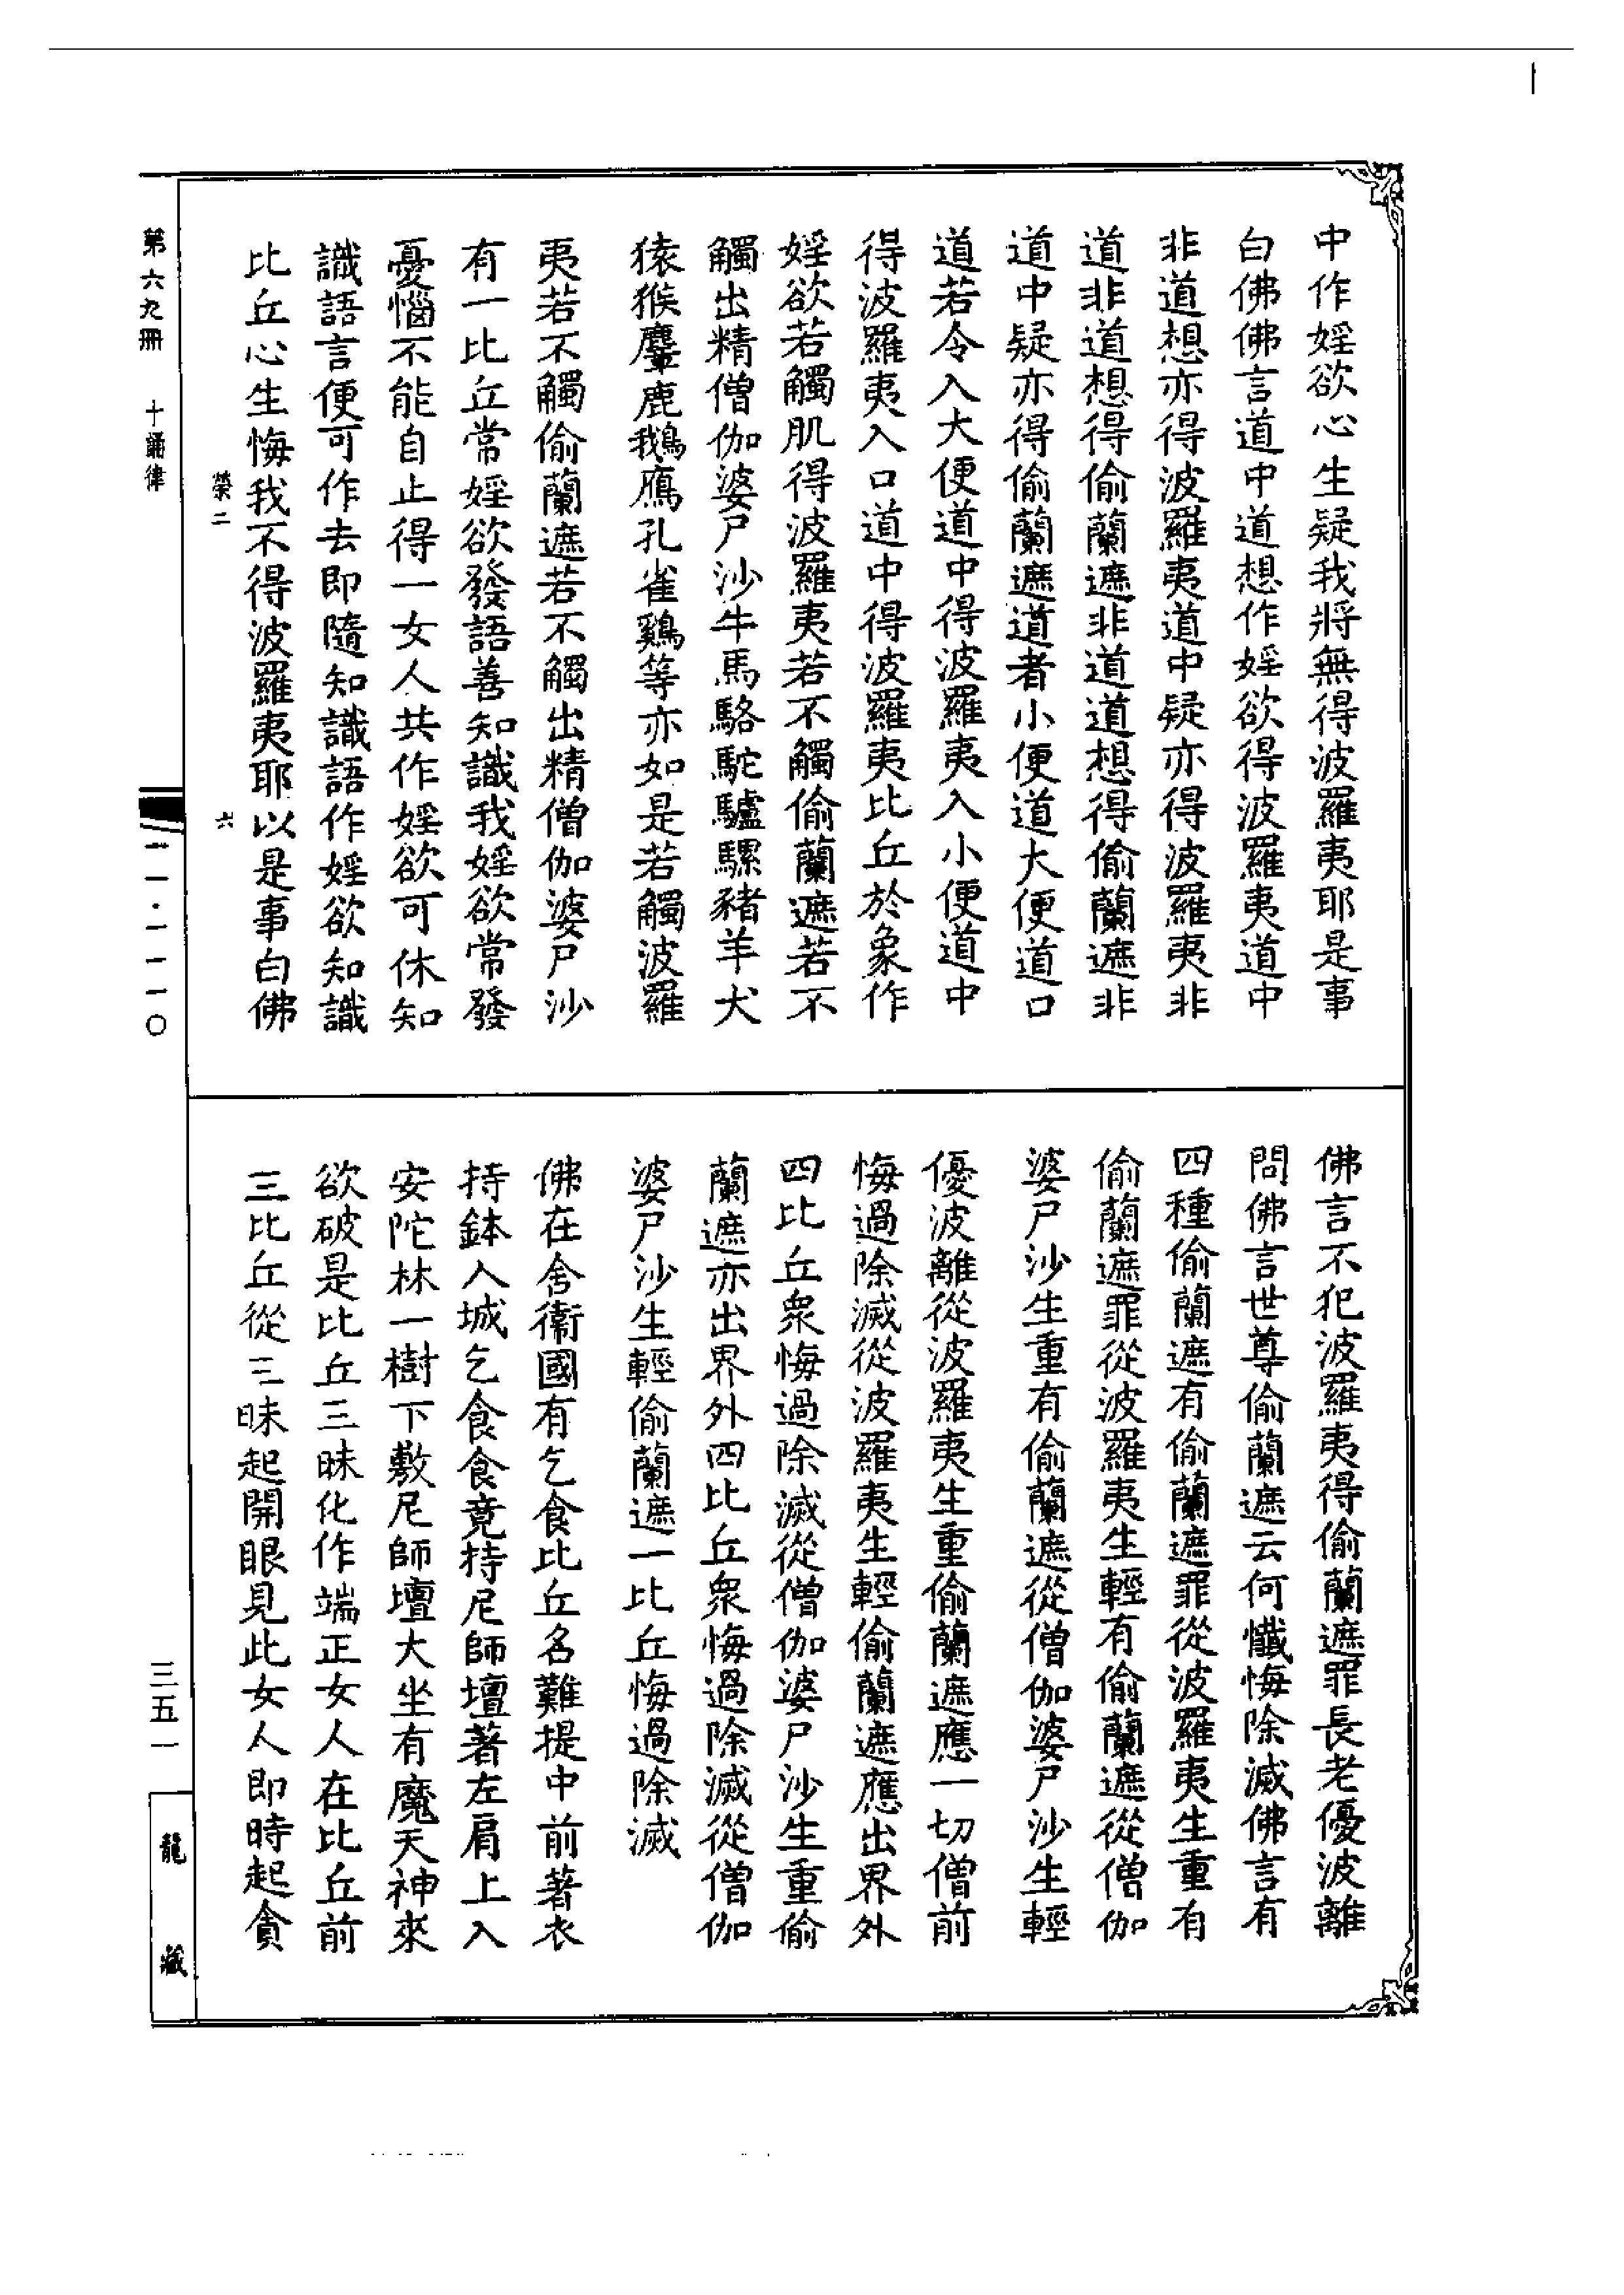 中作婬欲心生疑我將無得波羅夷耶是事
白佛佛言道中道想作婬欲得波羅夷道中
非道想亦得波羅夷道中疑亦得波羅夷非
道非道想得偷蘭遮非道道想得偷蘭遮非
道中疑亦得偷蘭遮道者小便道大便道口
道若令入大便道中得波羅夷入小便道中
得波羅夷入口道中得波羅夷比丘於象作
婬欲若觸肌得波羅夷若不觸偷蘭遮若不
觸出精僧伽婆尸沙牛馬駱駝驢騾豬羊犬
猿猴麞鹿鵝鴈孔雀鷄等亦如是若觸波羅
夷若不觸偷蘭遮若不觸出精僧伽婆尸沙
有一比丘常婬欲發語善知識我婬欲常發
憂惱不能自止得一女人共作婬欲可休知
識語言便可作去即隨知識語作婬欲知識
比丘心生悔我不得波羅夷耶以是事白佛
佛言不犯波羅夷得偷蘭遮罪長老優波離
問佛言世尊偷蘭遮云何懺悔除滅佛言有
四種偷蘭遮有偷蘭遮罪從波羅夷生重有
偷蘭遮罪從波羅夷生輕有偷蘭遮從僧伽
婆尸沙生重有偷蘭遮從僧伽婆尸沙生輕
優波離從波羅夷生重偷蘭遮應一切僧前
悔過除滅從波羅夷生輕偷蘭遮應出界外
四比丘眾悔過除滅從僧伽婆尸沙生重偷
蘭遮亦出界外四比丘眾悔過除滅從僧伽
婆尸沙生輕偷蘭遮一比丘悔過除滅
佛在舍衛國有乞食比丘名難提中前著衣
持鉢入城乞食食竟持尼師壇著左肩上入
安陀林一樹下敷尼師壇大坐有魔天神來
欲破是比丘三昧化作端正女人在比丘前
三比丘從三昧起開眼見此女人即時起貪
榮二
六
第六九冊
十誦律
一一·一一一〇
三五一
龍藏